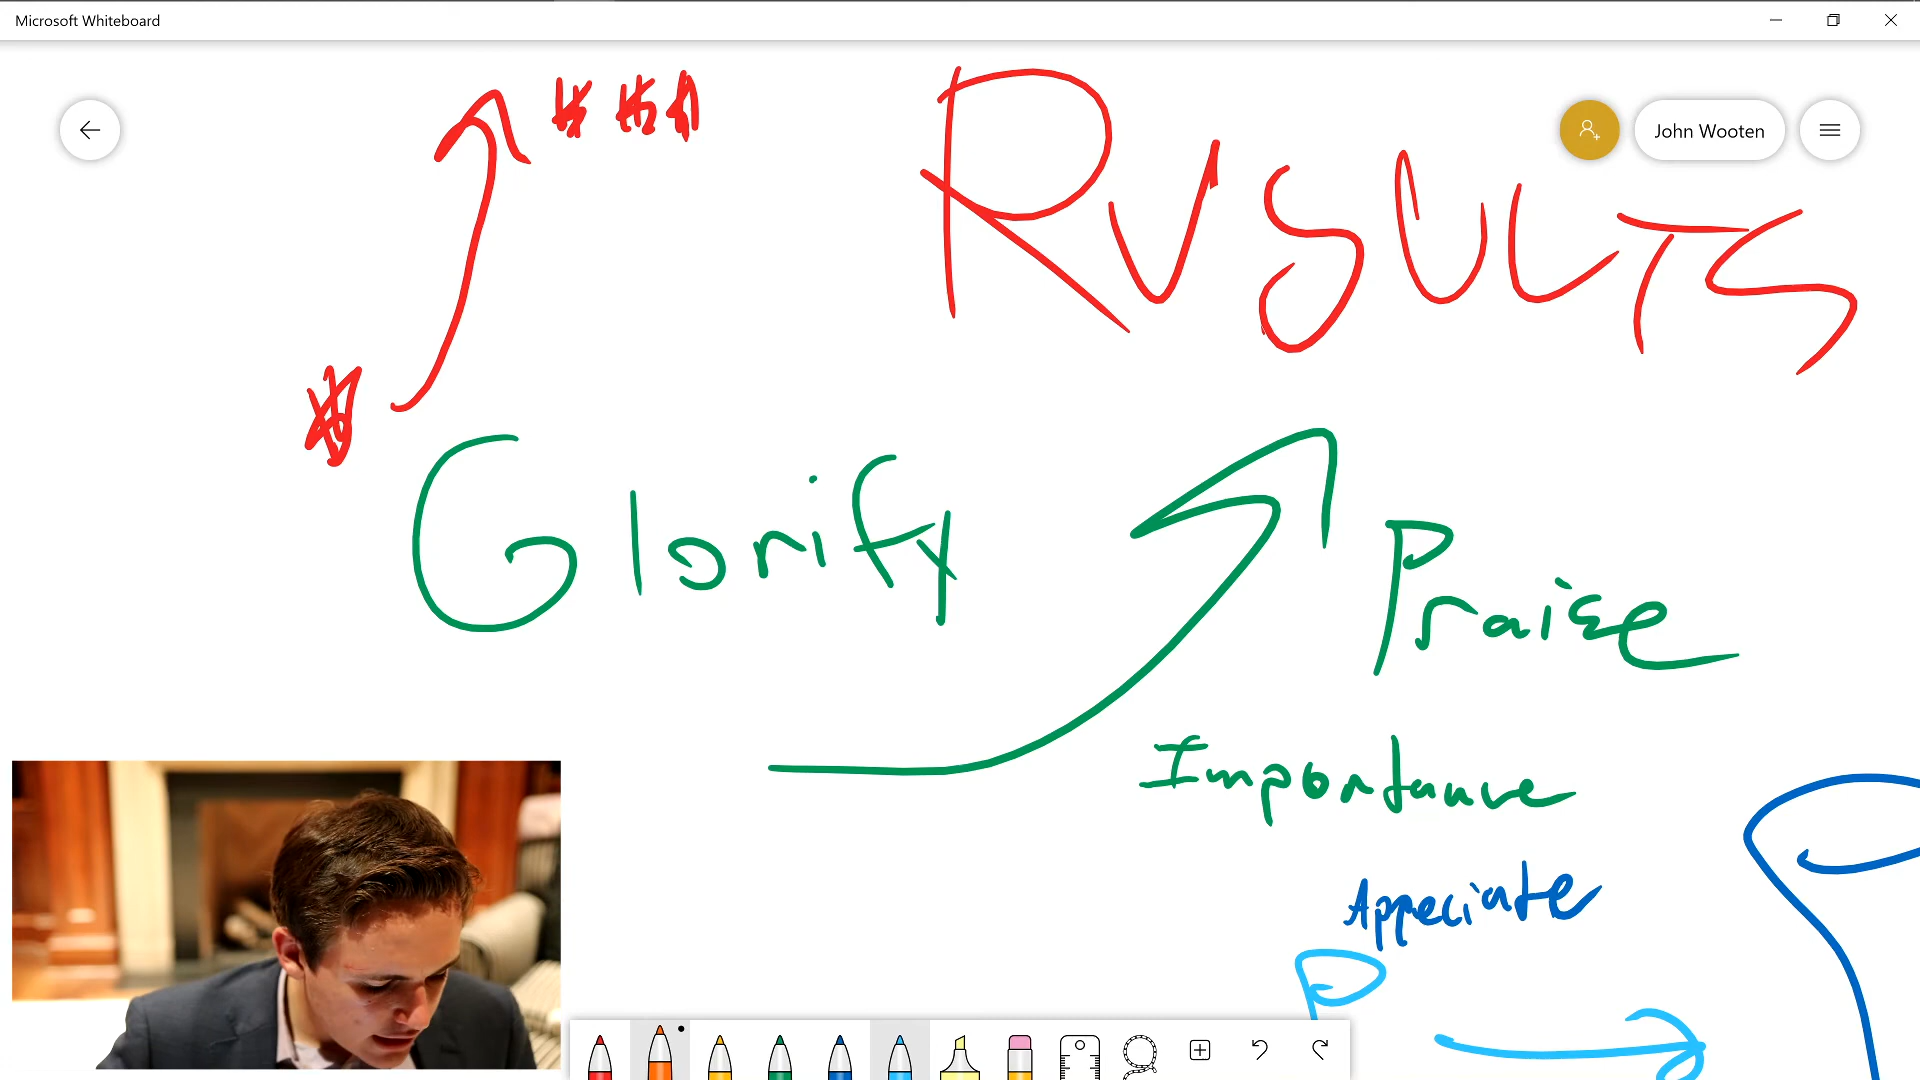 Microsoft Whiteboard
John Wooten
RUSULTS
Glorify
Praise
Importance
Appreciate
P